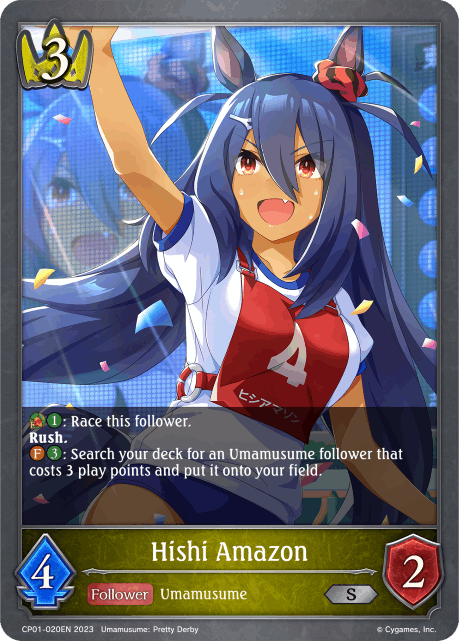 3
4
ヒシアマゾン
1: Race this follower.
Rush.
F 3: Search your deck for an Umamusume follower that
costs 3 play points and put it onto your field.
Hishi Amazon
4
Follower Umamusume
S
2
CP01-020EN 2023 Umamusume: Pretty Derby
© Cygames, Inc.